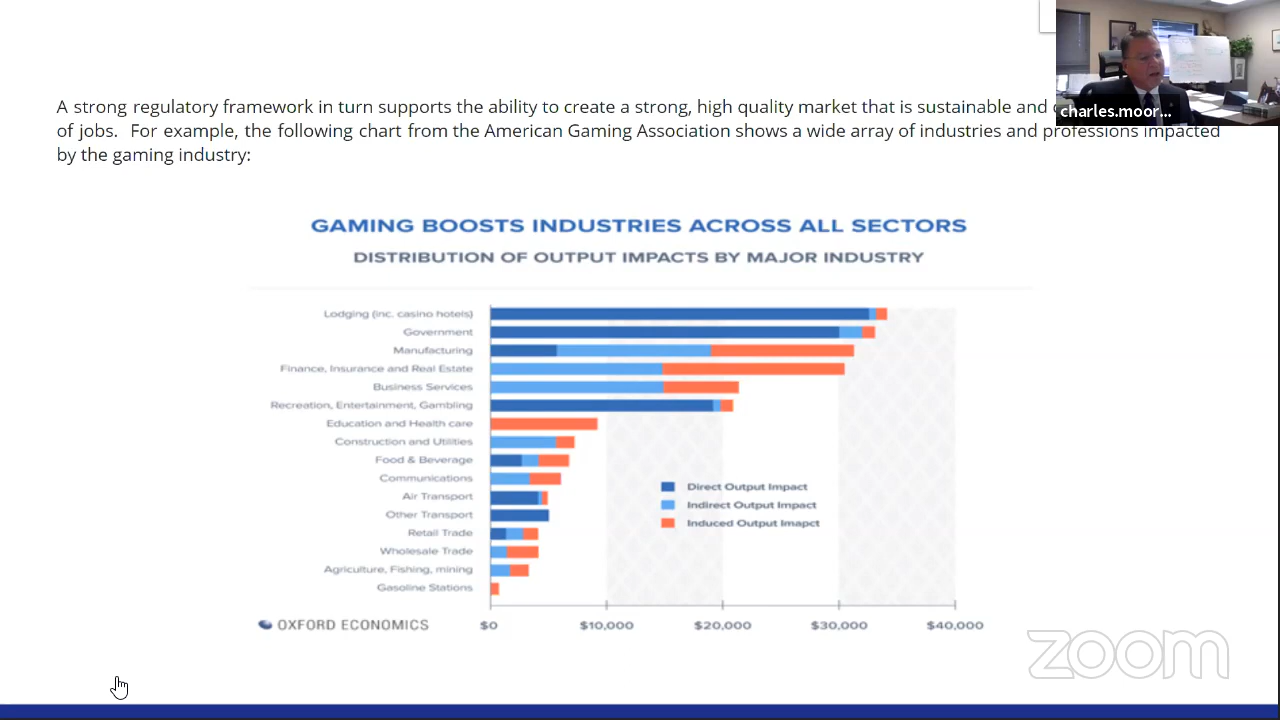 A strong regulatory framework in turn supports the ability to create a strong, high quality market that is sustainable and
charles.moor...
of jobs. For example, the following chart from the American Gaming Association shows a wide array of industries and professions impacted
by the gaming industry:
GAMING BOOSTS INDUSTRIES ACROSS ALL SECTORS
DISTRIBUTION OF OUTPUT IMPACTS BY MAJOR INDUSTRY
Lodging (inc. casino hotels)
Government
Manufacturing
Finance, Insurance and Real Estate
Business Services
Recreation, Entertainment, Gambling
Education and Health care
Construction and Utilities
Food & Beverage
Communications
Air Transport
Other Transport
Retail Trade
Wholesale Trade
Agriculture, Fishing, mining
Gasoline Stations
Direct Output Impact
Indirect Output Impact
Induced Output Imapct
$0 $10,000 $20,000 $30,000 $40,000
OXFORD ECONOMICS
zoom